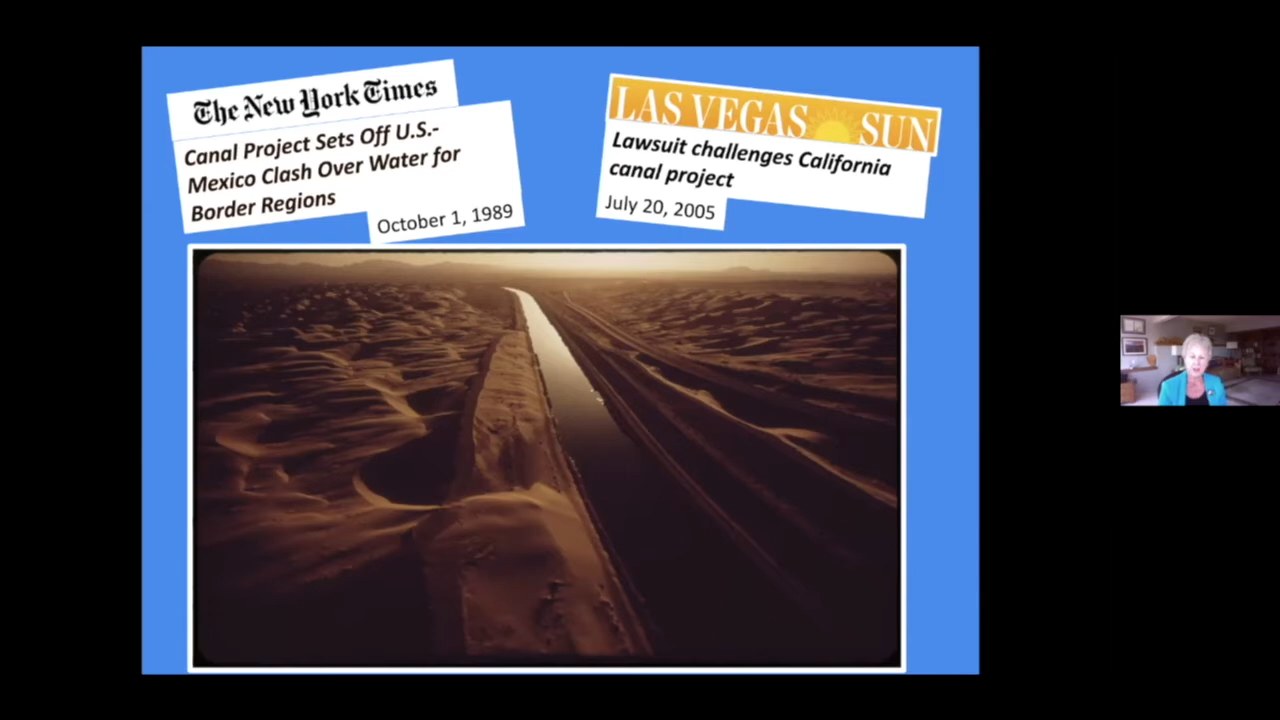 The New York Times
Canal Project Sets Off U.S.-
Mexico Clash Over Water for
Border Regions
October 1, 1989
LAS VEGAS SUN
Lawsuit challenges California
canal project
July 20, 2005